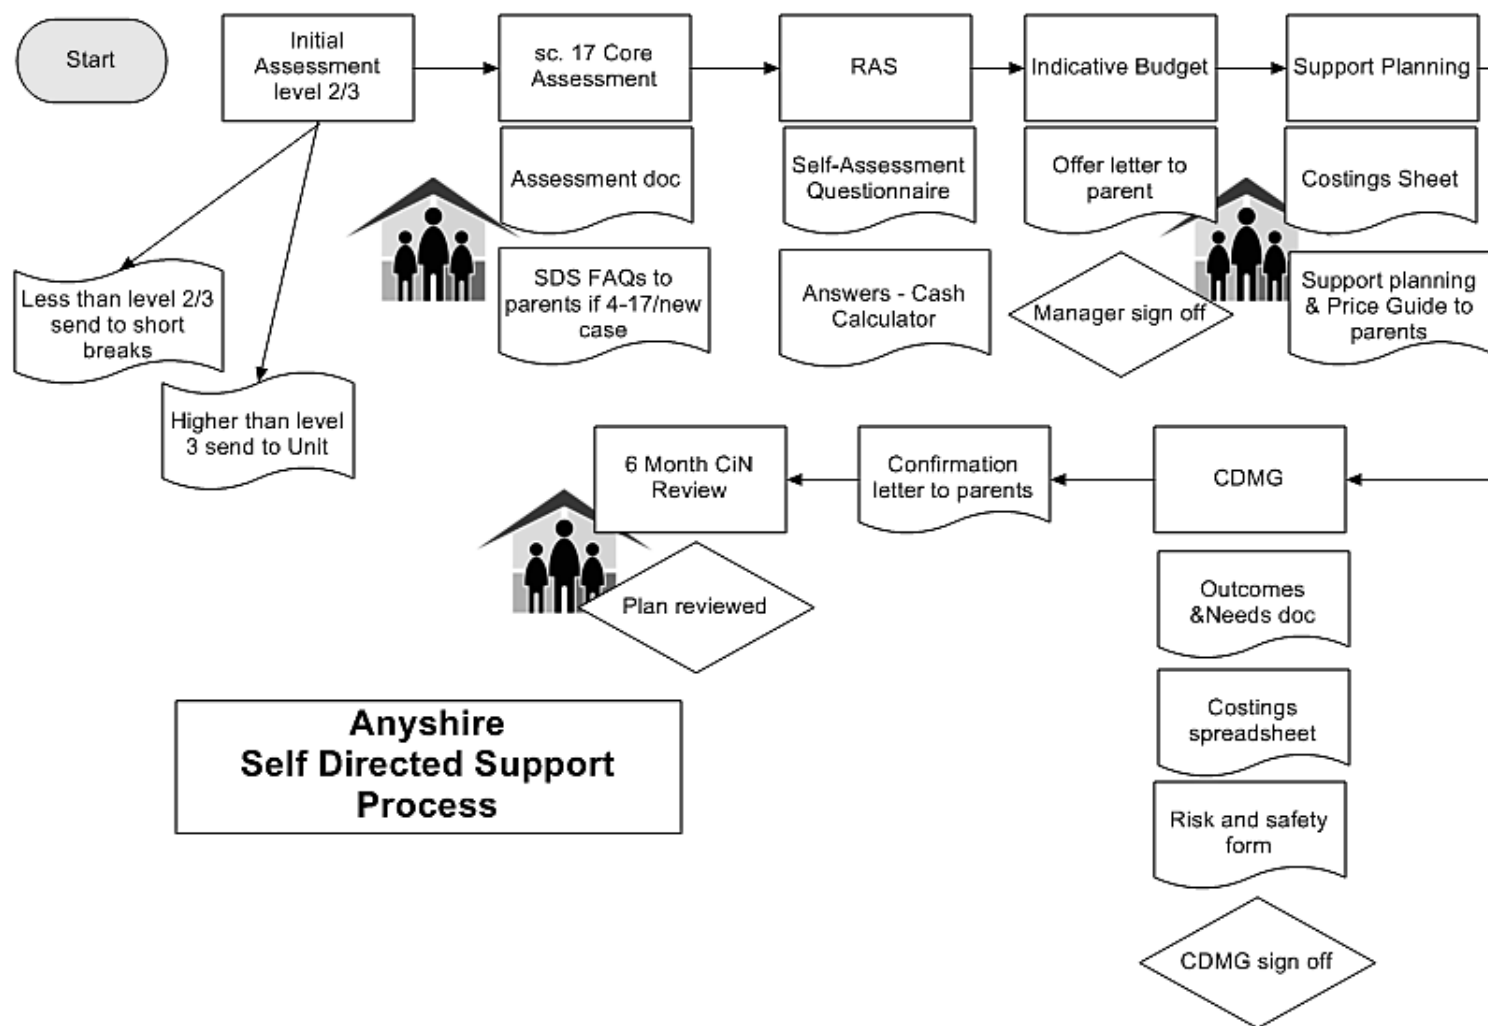 Start
Initial
Assessment
level 2/3
sc. 17 Core
Assessment
RAS
Indicative Budget
Support Planning
Assessment doc
Self-Assessment
Questionnaire
Offer letter to
parent
Costings Sheet
Less than level 2/3
send to short
breaks
SDS FAQs to
parents if 4-17/new
case
Answers - Cash
Calculator
Manager sign off
Support planning
& Price Guide to
parents
Higher than level
3 send to Unit
6 Month CiN
Review
Confirmation
letter to parents
CDMG
Plan reviewed
Outcomes
&Needs doc
Costings
spreadsheet
Risk and safety
form
CDMG sign off
Anyshire
Self Directed Support
Process